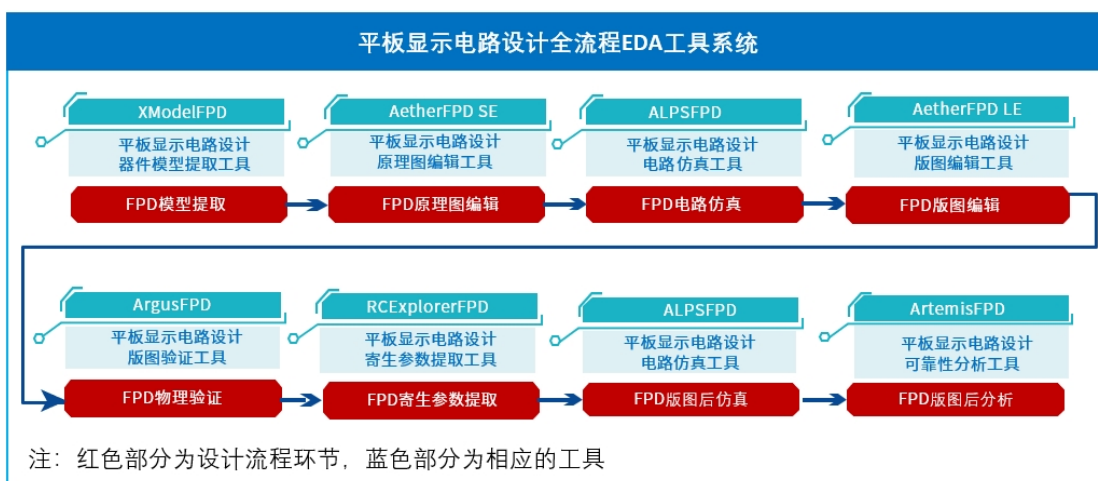 平板显示电路设计全流程EDA工具系统
XModelFPD
平板显示电路设计
器件模型提取工具
FPD模型提取
AetherFPD SE
平板显示电路设计
原理图编辑工具
FPD原理图编辑
ALPSFPD
平板显示电路设计
电路仿真工具
FPD电路仿真
AetherFPD LE
平板显示电路设计
版图编辑工具
FPD版图编辑
ArgusFPD
平板显示电路设计
版图验证工具
FPD物理验证
RCExplorerFPD
平板显示电路设计
寄生参数提取工具
FPD寄生参数提取
ALPSFPD
平板显示电路设计
电路仿真工具
FPD版图后仿真
ArtemisFPD
平板显示电路设计
可靠性分析工具
FPD版图后分析
注：红色部分为设计流程环节，蓝色部分为相应的工具